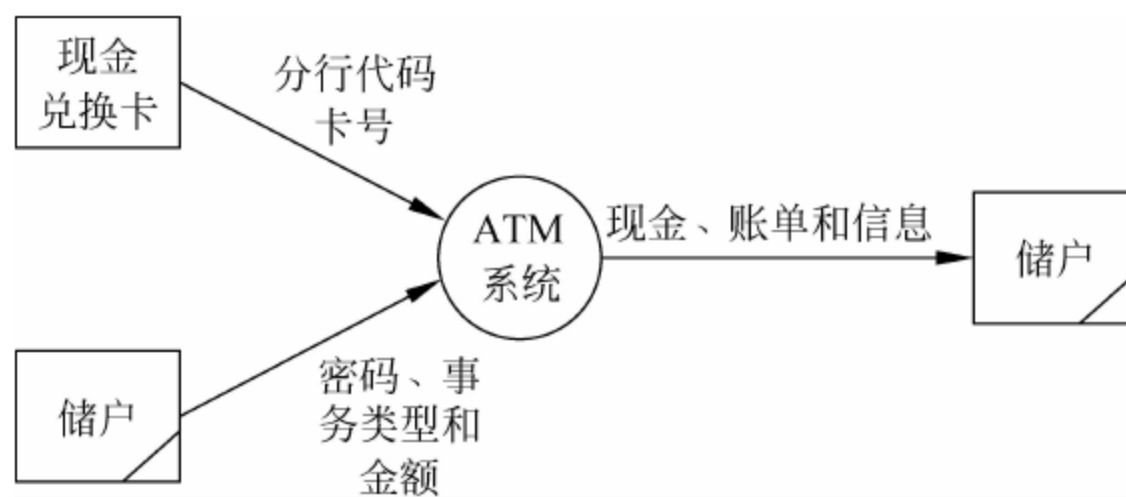 现金
兑换卡
分行代码
卡号
ATM
系统
现金、账单和信息
储户
储户
密码、事
务类型和
金额